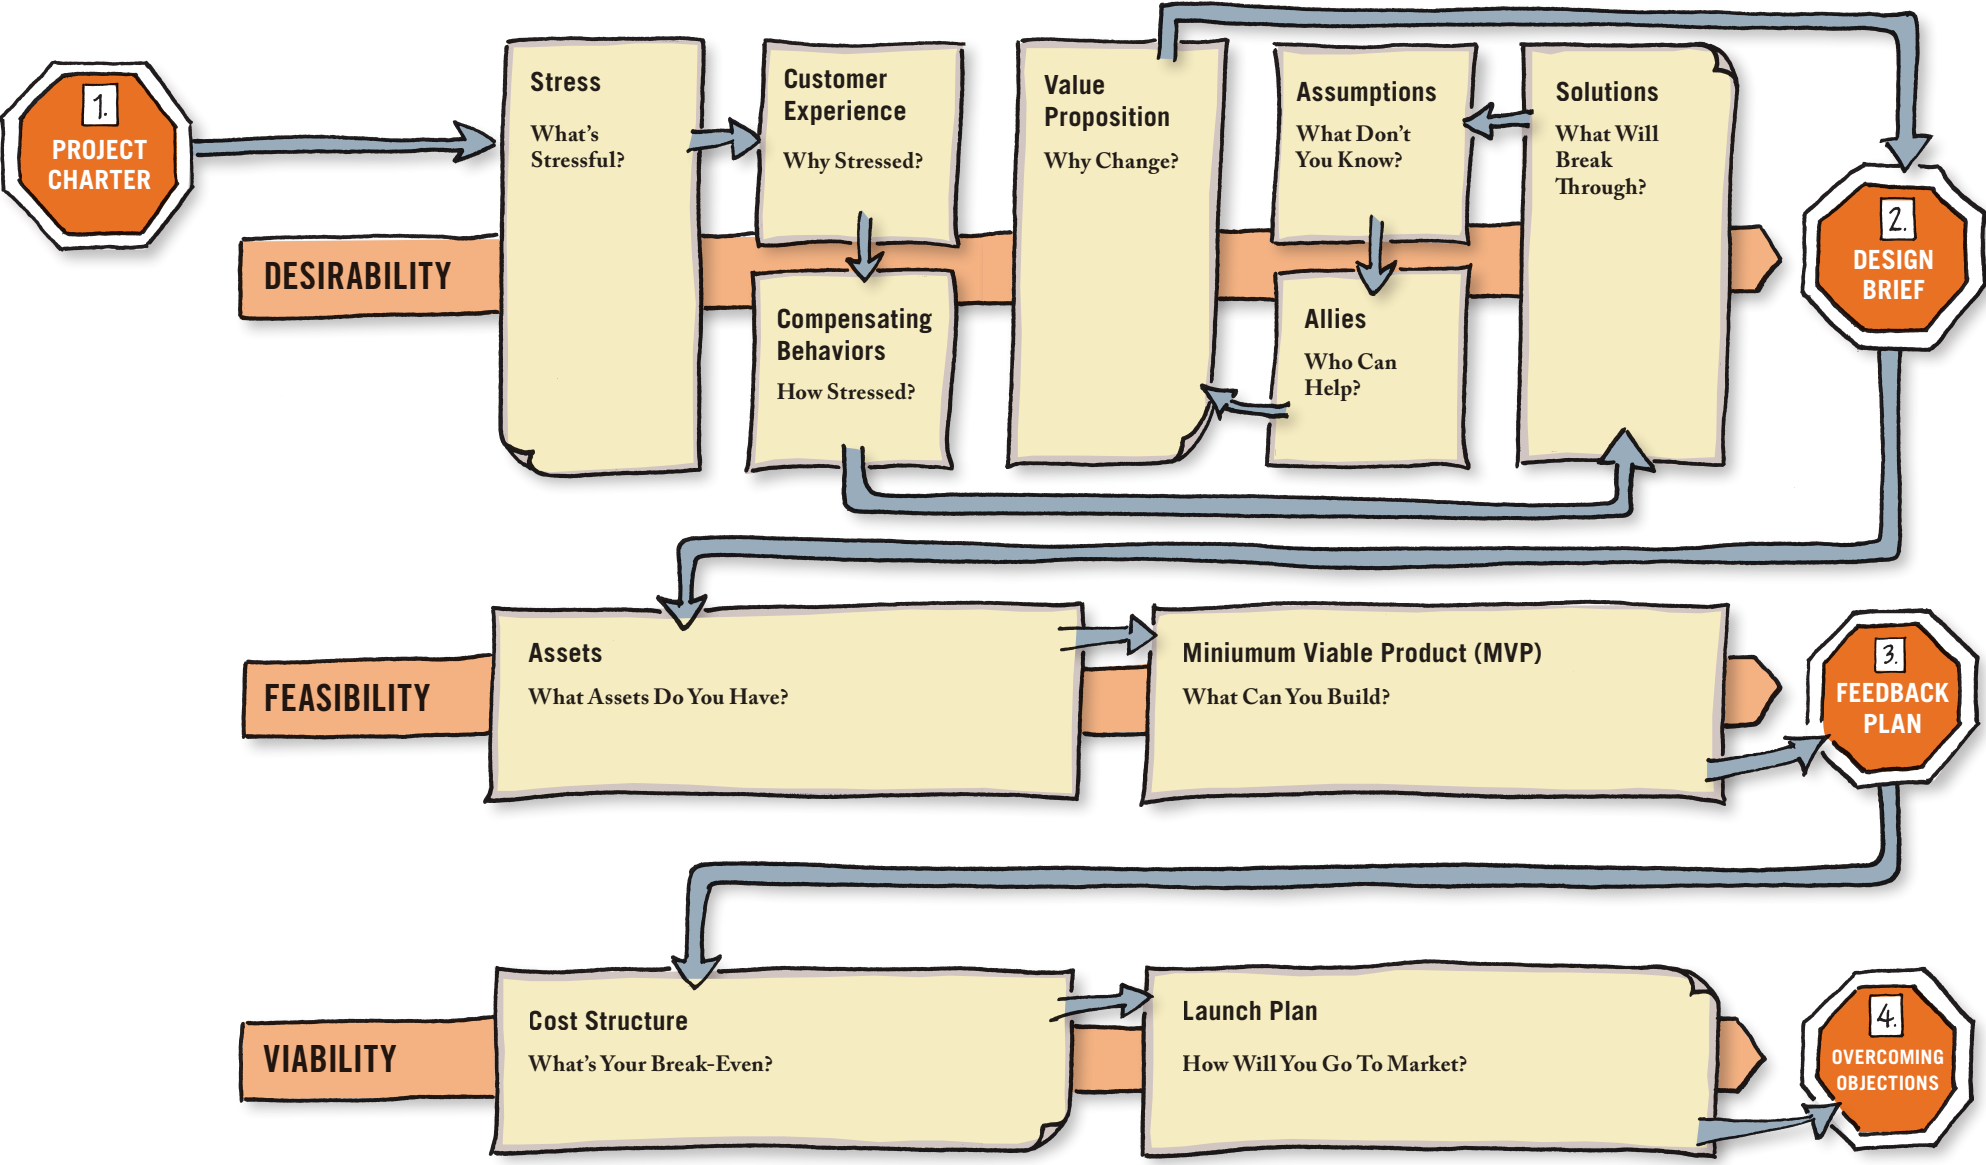 1.
PROJECT
CHARTER
Stress
What’s
Stressful?
Customer
Experience
Why Stressed?
Compensating
Behaviors
How Stressed?
Value
Proposition
Why Change?
Assumptions
What Don’t
You Know?
Allies
Who Can
Help?
Solutions
What Will
Break
Through?
DESIRABILITY
2.
DESIGN
BRIEF
FEASIBILITY
Assets
What Assets Do You Have?
Miniumum Viable Product (MVP)
What Can You Build?
3.
FEEDBACK
PLAN
VIABILITY
Cost Structure
What’s Your Break-Even?
Launch Plan
How Will You Go To Market?
4.
OVERCOMING
OBJECTIONS